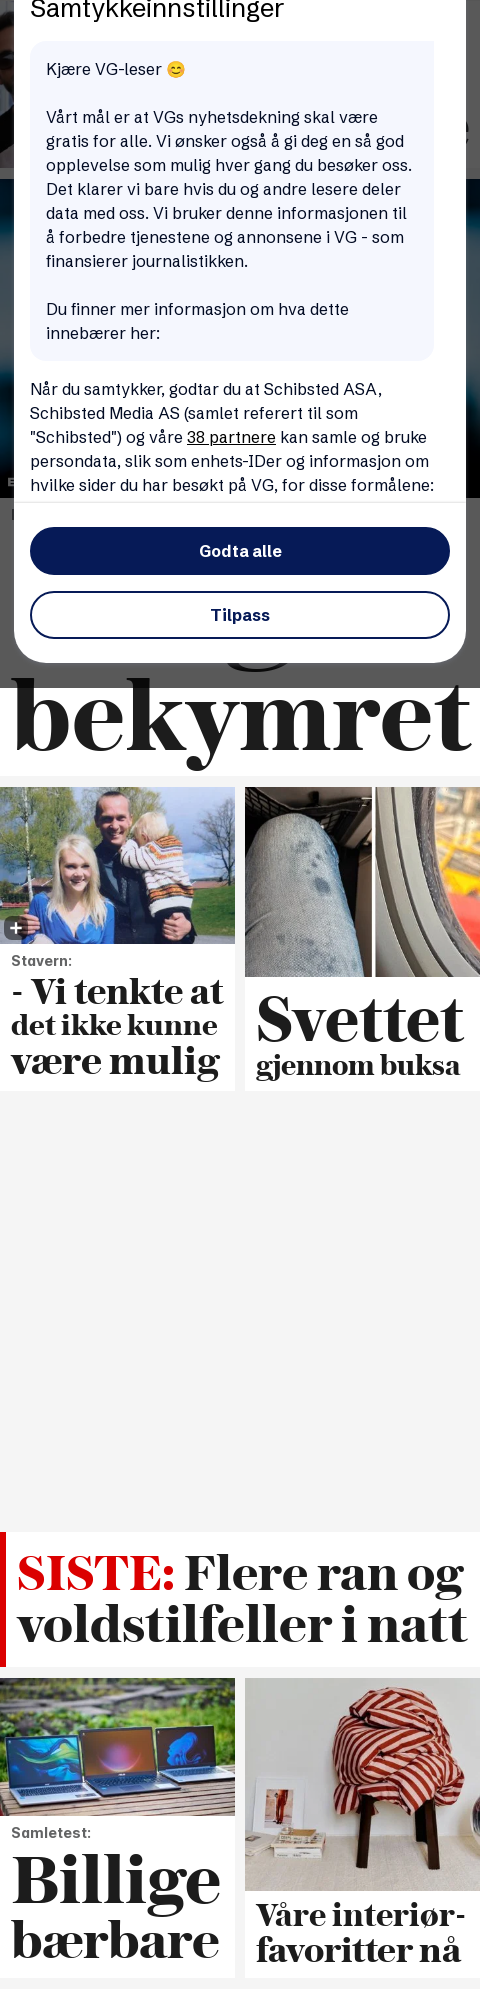 Samtykkeinnstillinger
Kjære VG-leser 😊
Vårt mål er at VGs nyhetsdekning skal være
gratis for alle. Vi ønsker også å gi deg en så god
opplevelse som mulig hver gang du besøker oss.
Det klarer vi bare hvis du og andre lesere deler
data med oss. Vi bruker denne informasjonen til
å forbedre tjenestene og annonsene i VG - som
finansierer journalistikken.
Du finner mer informasjon om hva dette
innebærer her:
Når du samtykker, godtar du at Schibsted ASA,
Schibsted Media AS (samlet referert til som
"Schibsted") og våre 38 partnere kan samle og bruke
persondata, slik som enhets-IDer og informasjon om
hvilke sider du har besøkt på VG, for disse formålene:
Godta alle
Tilpass
bekymret
Stavern:
- Vi tenkte at
det ikke kunne
være mulig
Svettet
gjennom buksa
SISTE: Flere ran og
voldstilfeller i natt
Samletest:
Billige
bærbare
Våre interiør-
favoritter nå